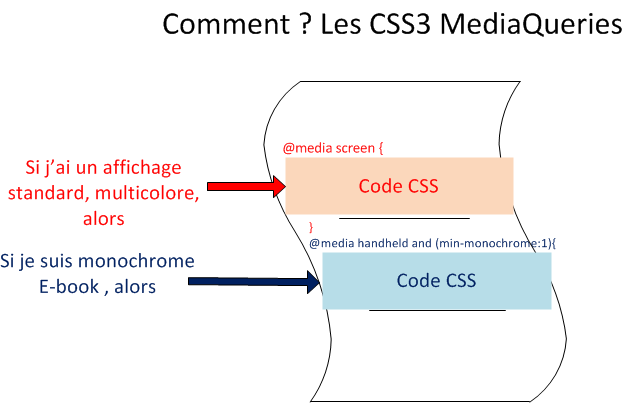 Comment ? Les CSS3 MediaQueries
@media screen {
Si j'ai un affichage
standard, multicolore,
alors
Code CSS
}
@media handheld and (min-monochrome:1){
Si je suis monochrome
E-book , alors
Code CSS